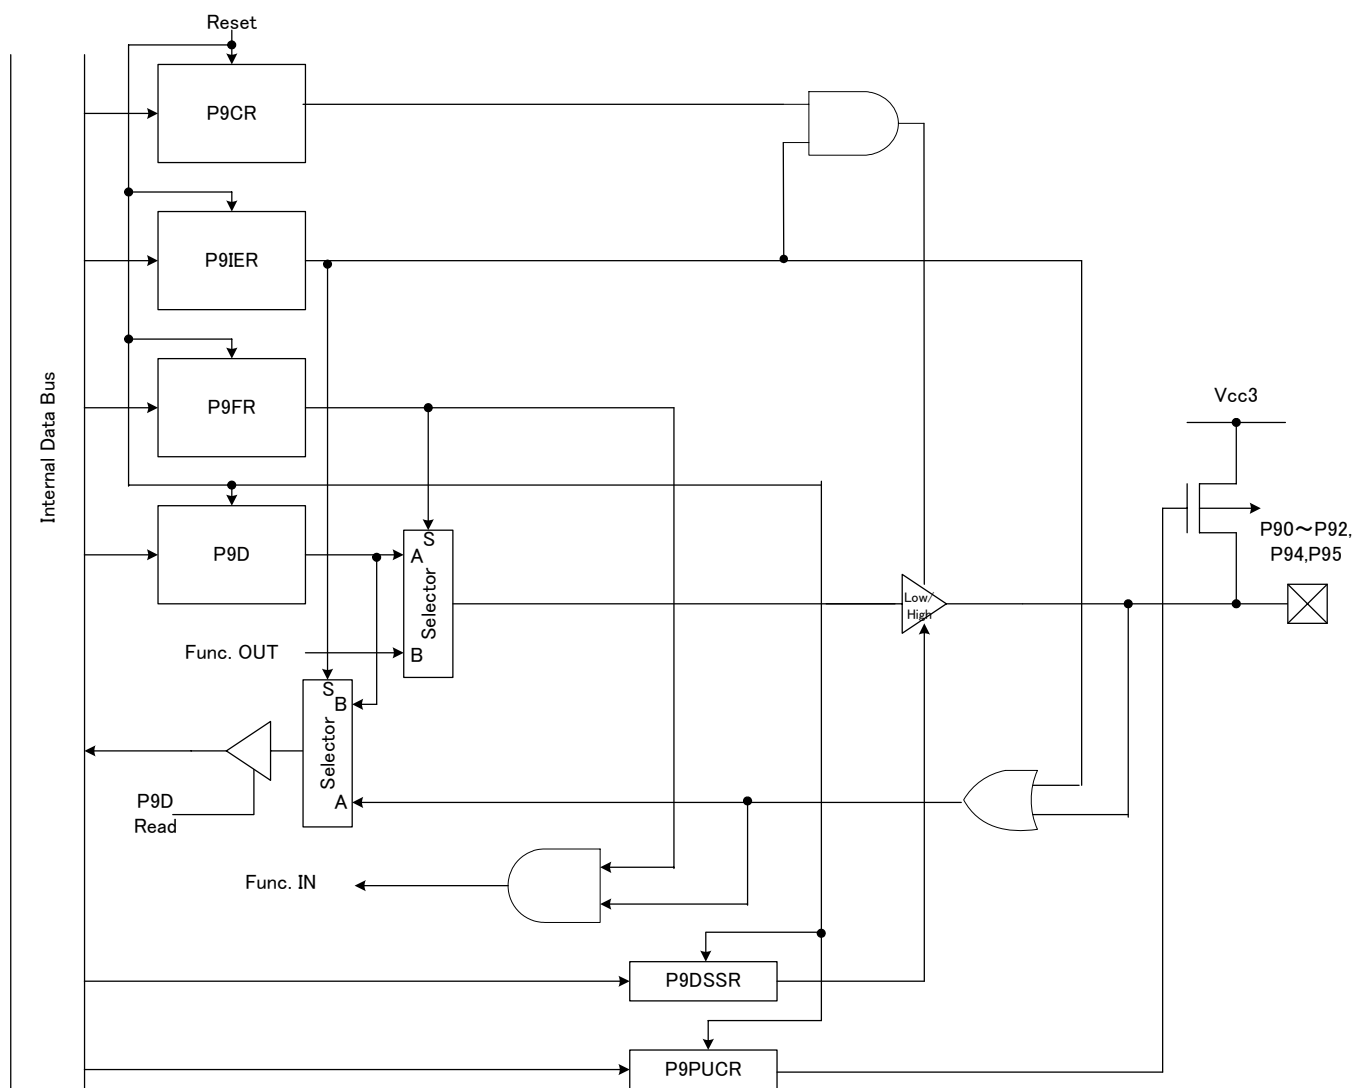 Reset
P9CR
P9IER
P9FR
Internal Data Bus
Vcc3
P90～P92,
P94,P95
P9D
S
A
Selector
B
Func. OUT
Low/
High
S
B
Selector
A
P9D
Read
Func. IN
P9DSSR
P9PUCR